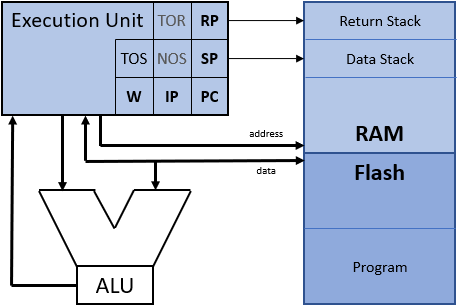 Execution Unit
TOR
RP
TOS
NOS
SP
W
IP
PC
Return Stack
Data Stack
address
RAM
data
Flash
Program
ALU